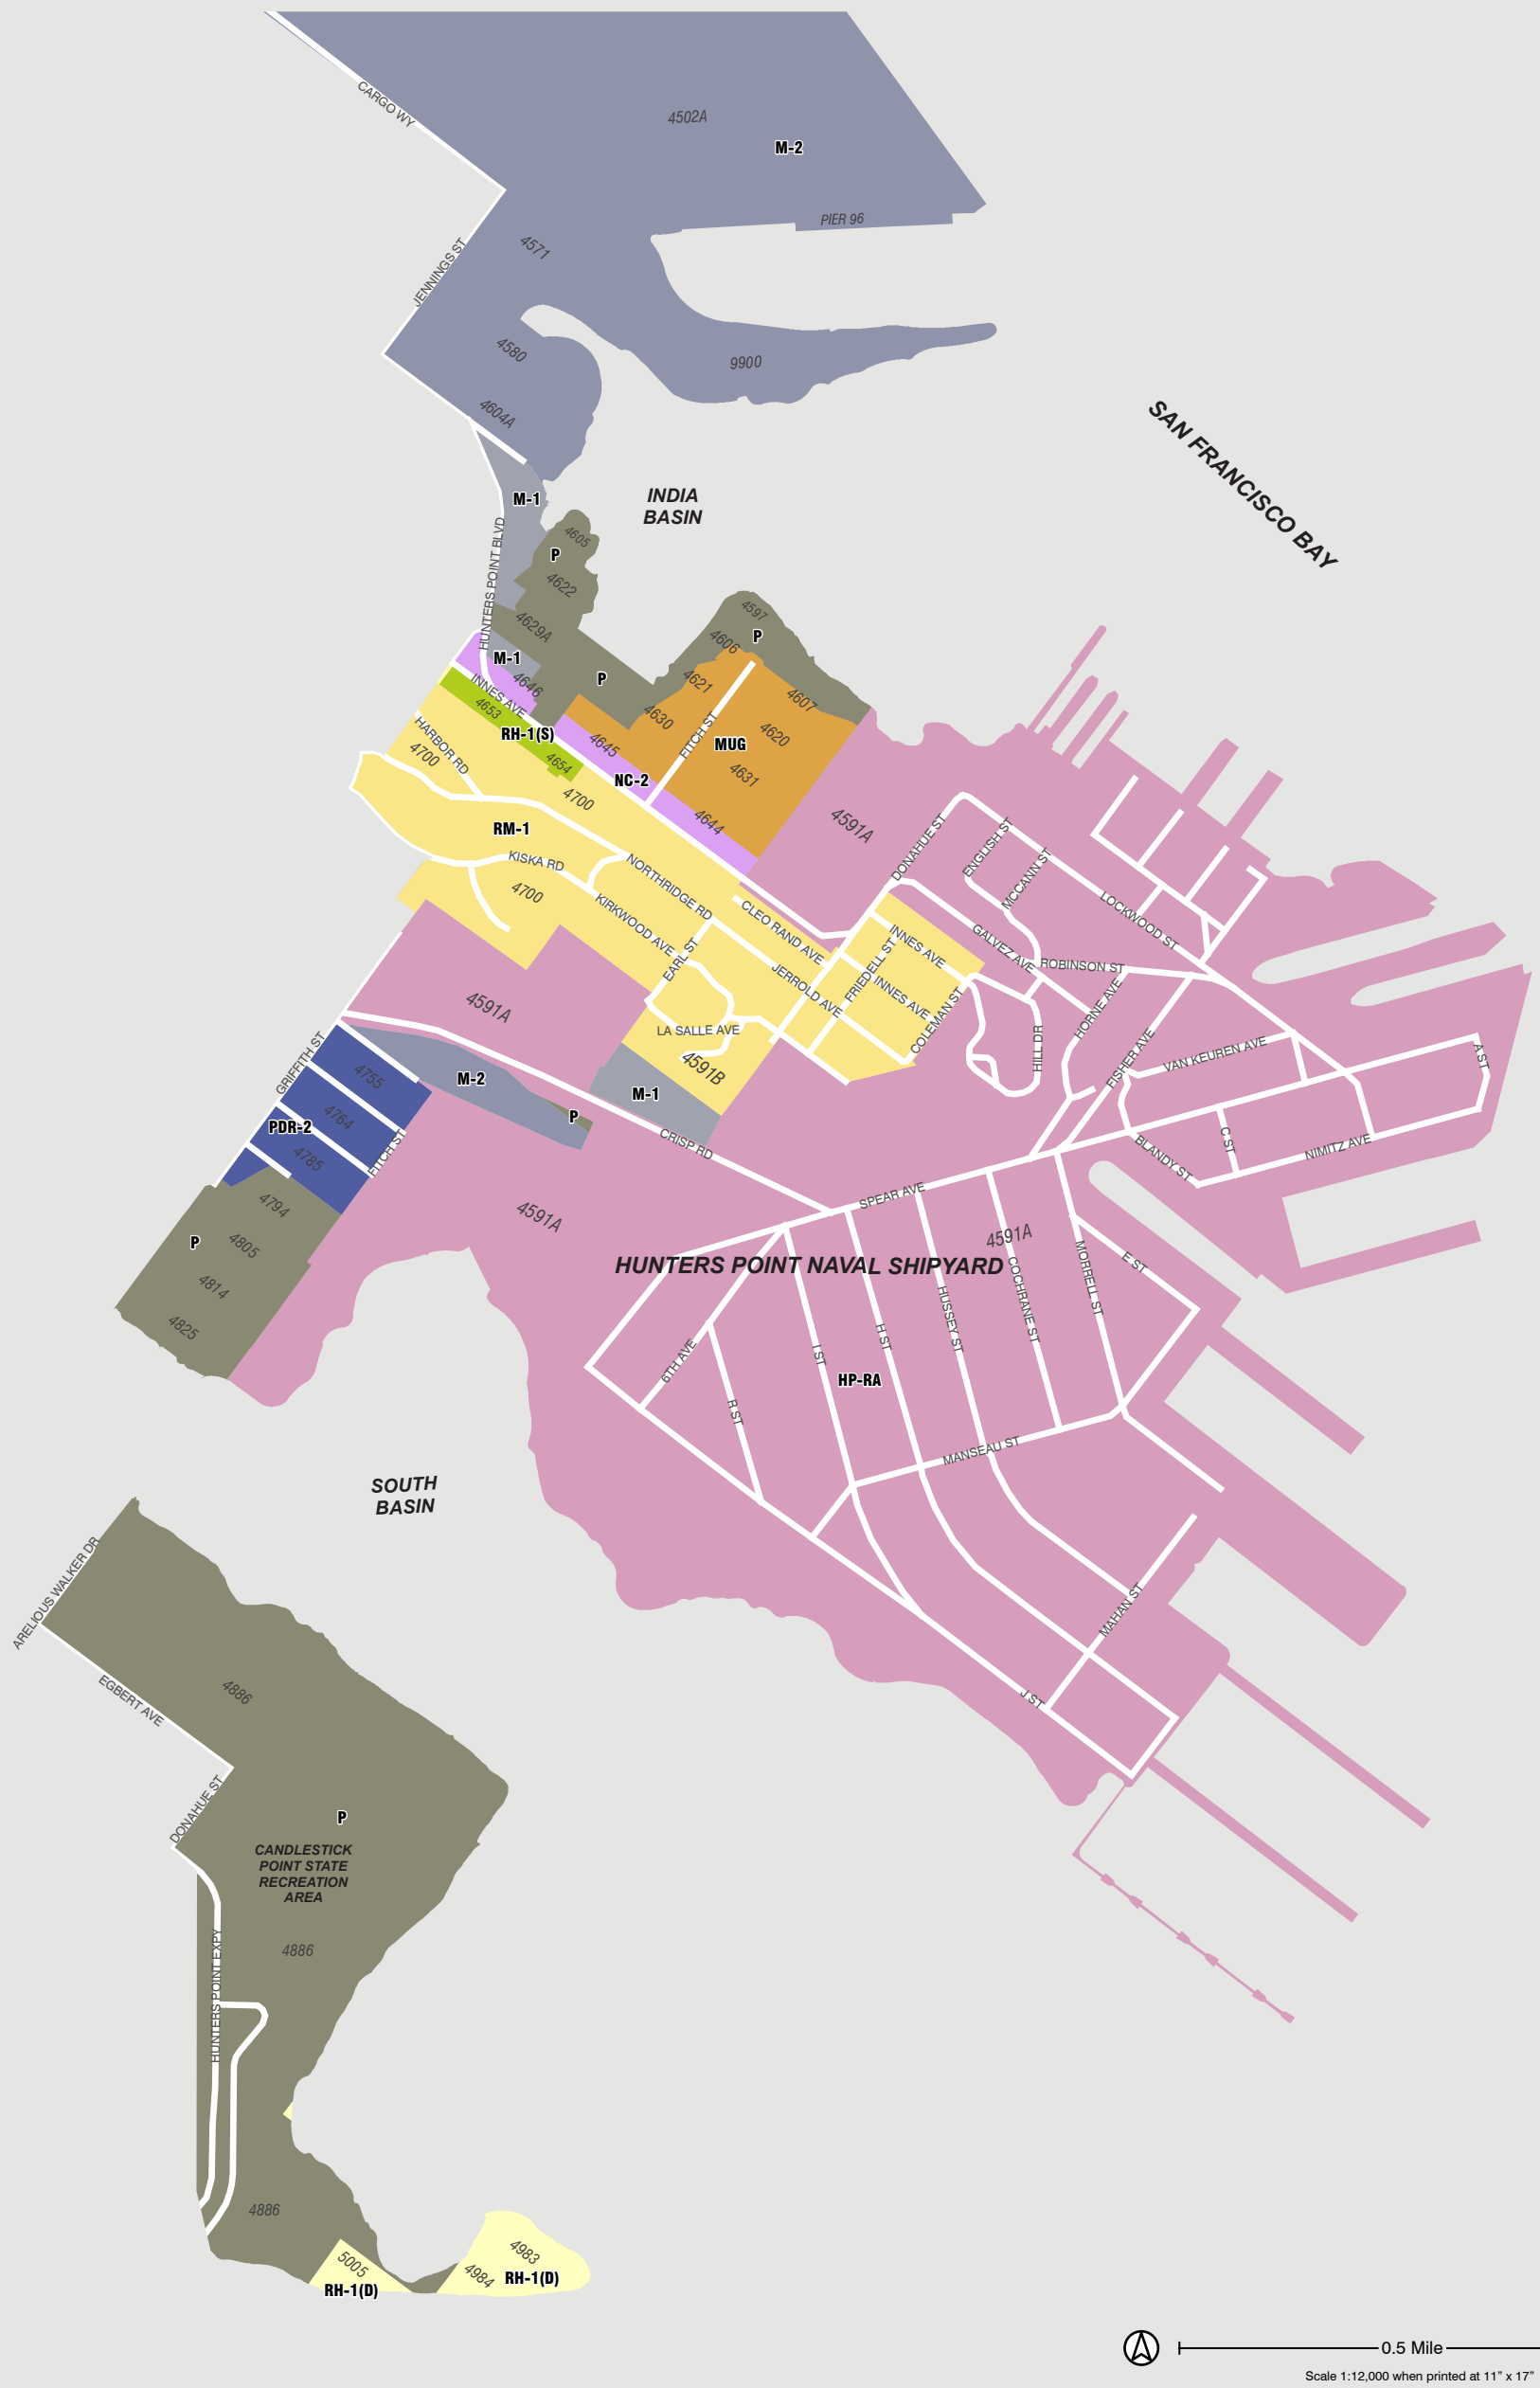 CARGO WY
4502A
M-2
PIER 96
4571
JENNINGS ST
4580
9900
4604A
SAN FRANCISCO BAY
INDIA
BASIN
M-1
HUNTERS POINT BLVD
4605
P
4622
4629A
4597
P
4606
M-1
P
4646
INNES AVE
4621
4607
4653
4630
FITCH ST
4620
RH-1(S)
HARBOR RD
4645
MUG
4700
4654
NC-2
4631
4700
4644
4591A
RM-1
DONAHUE ST
ENGLISH ST
MCCANN ST
KISKA RD
NORTHRIDGE RD
4700
KIRKWOOD AVE
CLEO RAND AVE
LOCKWOOD ST
INNES AVE
GALVEZ AVE
EARL ST
ROBINSON ST
JERROLD AVE
FRIEDELL ST
INNES AVE
4591A
HORNE AVE
COLEMAN ST
LA SALLE AVE
HILL DR
FISHER AVE
VAN KEUREN AVE
A ST
GRIFFITH ST
4755
M-2
4591B
M-1
4764
P
PDR-2
FITCH ST
CRISP RD
C ST
NIMITZ AVE
BLANDY ST
4785
4794
SPEAR AVE
4591A
4591A
P
4805
HUNTERS POINT NAVAL SHIPYARD
E ST
MORRELL ST
4814
COCHRANE ST
HUSSEY ST
4825
H ST
I ST
6TH AVE
HP-RA
R ST
MANSEAU ST
SOUTH
BASIN
ARELIOUS WALKER DR
MAHAN ST
EGBERT AVE
4886
J ST
DONAHUE ST
P
CANDLESTICK
POINT STATE
RECREATION
AREA
4886
HUNTERS POINT EXPY
4886
5005
RH-1(D)
4983
4984
RH-1(D)
0.5 Mile
Scale 1:12,000 when printed at 11” x 17”